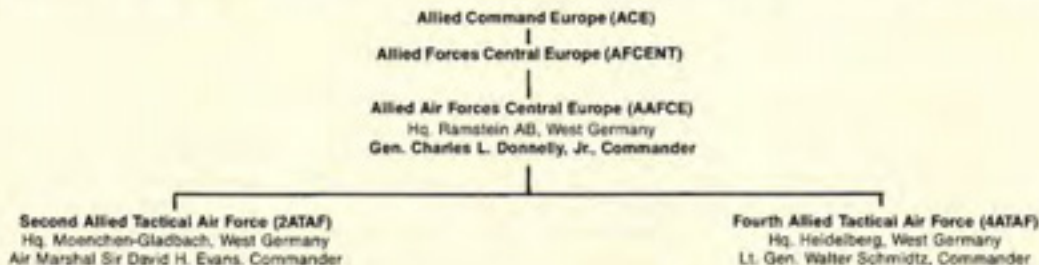 Allied Command Europe (ACE)
Allied Forces Central Europe (AFCENT)
Allied Air Forces Central Europe (AAFCE)
Hq. Ramstein AB, West Germany
Gen. Charles L. Donnelly, Jr., Commander
Second Allied Tactical Air Force (2ATAF)
Hq. Moenchen-Gladbach, West Germany
Air Marshal Sir David H. Evans, Commander
Fourth Allied Tactical Air Force (4ATAF)
Hq. Heidelberg, West Germany
Lt. Gen. Walter Schmidtz, Commander